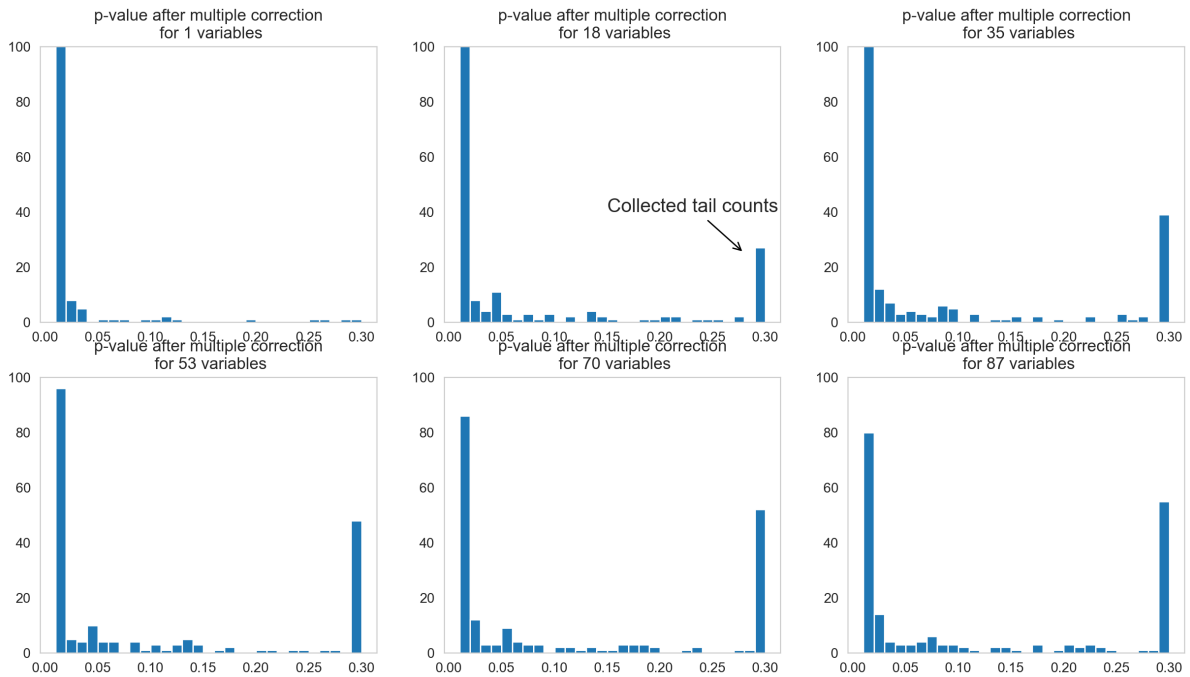 p-value after multiple correction
for 1 variables
p-value after multiple correction
for 18 variables
p-value after multiple correction
for 35 variables
100
80
60
40
20
0
0.00 0.05 0.10 0.15 0.20 0.25 0.30
100
80
60
40
20
0
Collected tail counts
0.00 0.05 0.10 0.15 0.20 0.25 0.30
100
80
60
40
20
0
0.00 0.05 0.10 0.15 0.20 0.25 0.30
p-value after multiple correction
for 53 variables
p-value after multiple correction
for 70 variables
p-value after multiple correction
for 87 variables
100
80
60
40
20
0
0.00 0.05 0.10 0.15 0.20 0.25 0.30
100
80
60
40
20
0
0.00 0.05 0.10 0.15 0.20 0.25 0.30
100
80
60
40
20
0
0.00 0.05 0.10 0.15 0.20 0.25 0.30